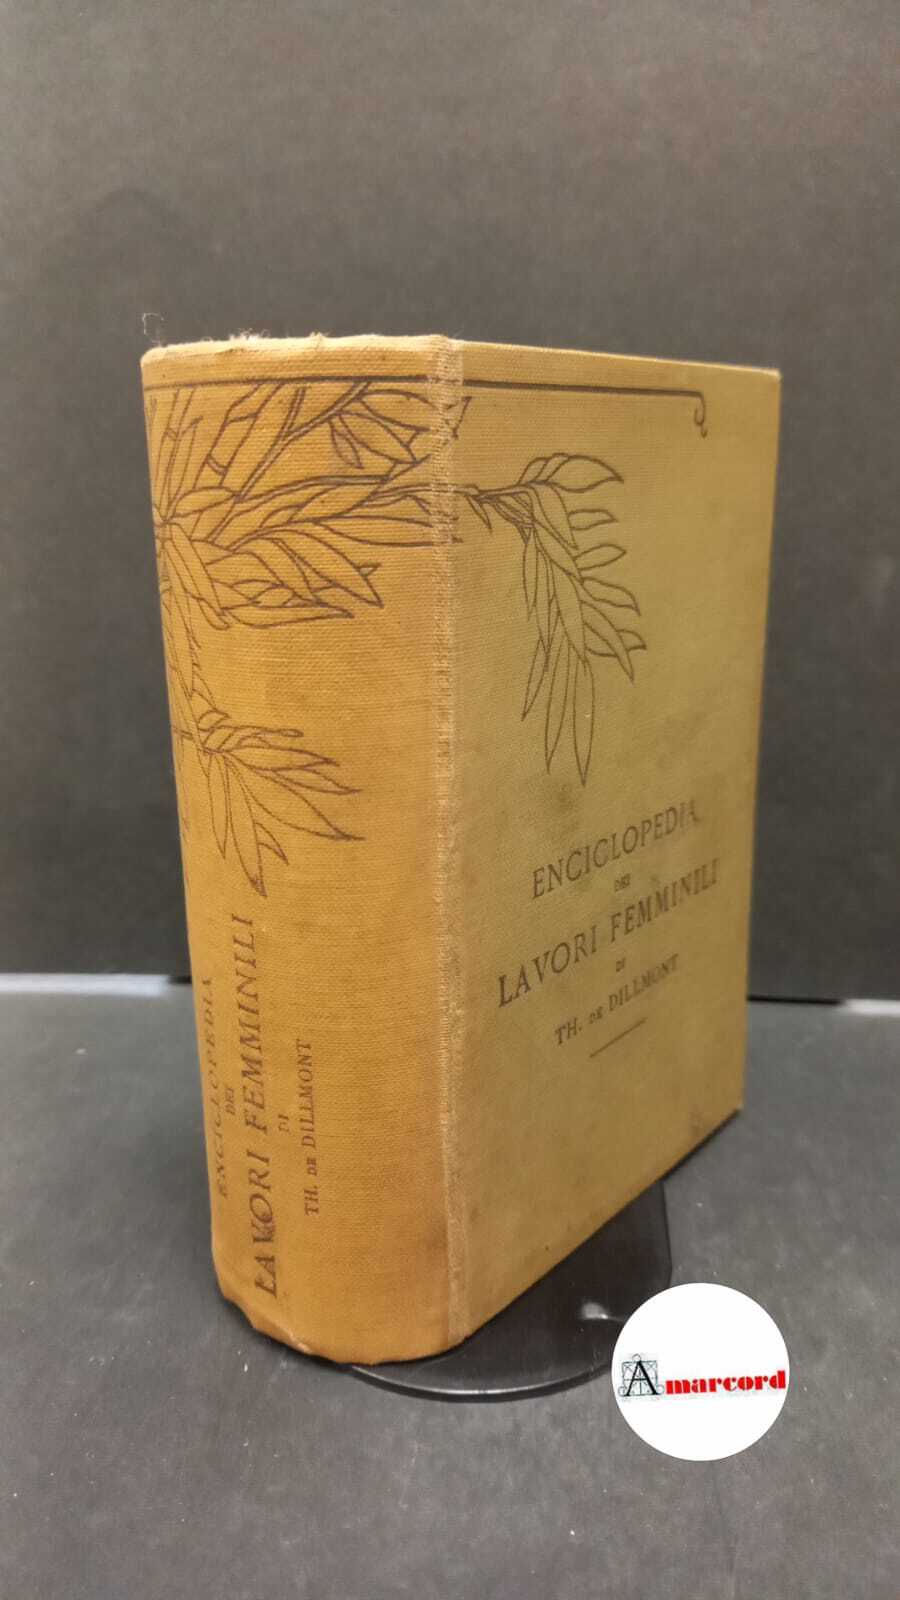 ENCICLOPEDIA
DEI
LAVORI FEMMINILI
DI
TH. DE DILLMONT
ENCICLOPEDIA
DEI
LAVORI FEMMINILI
DI
TH. DE DILLMONT
Amarcord